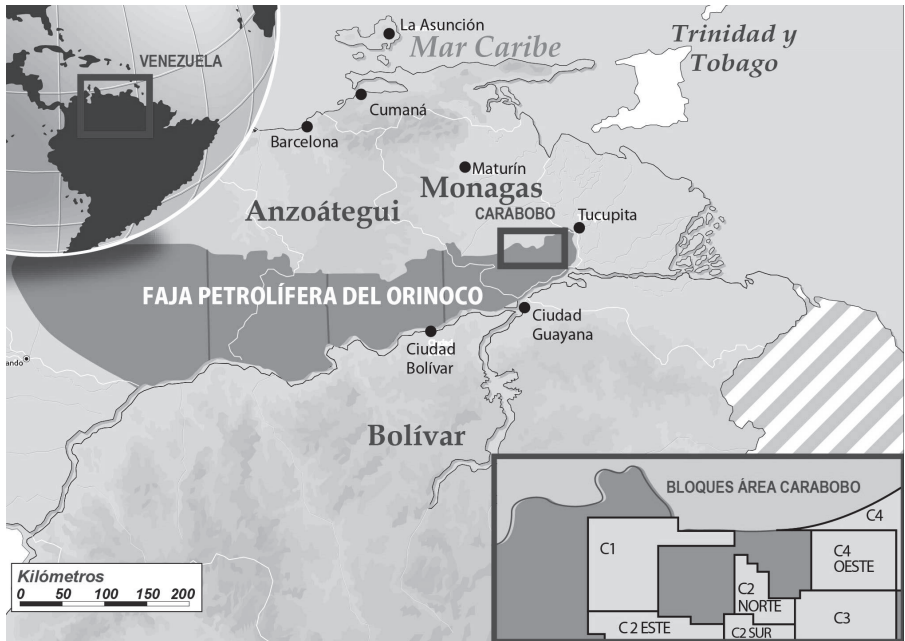 La Asunción
Mar Caribe
Trinidad y
Tobago
VENEZUELA
Cumaná
Barcelona
Maturín
Monagas
Anzoátegui
CARABOBO
Tucupita
FAJA PETROLÍFERA DEL ORINOCO
Ciudad
Guayana
Ciudad
Bolívar
ando
Bolívar
BLOQUES ÁREA CARABOBO
C4
C1
C4
OESTE
C2
NORTE
C3
C 2 ESTE
C2 SUR
Kilómetros
0 50 100 150 200